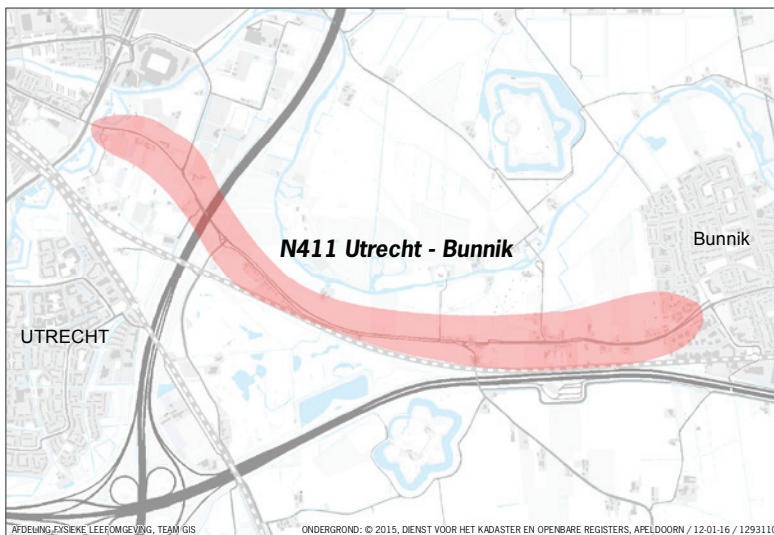 N411 Utrecht - Bunnik
Bunnik
UTRECHT
AFDELING FYSIEKE LEEFOMGEVING, TEAM GIS
ONDERGROND: © 2015, DIENST VOOR HET KADASTER EN OPENBARE REGISTERS, APELDOORN / 12-01-16 / 1293110